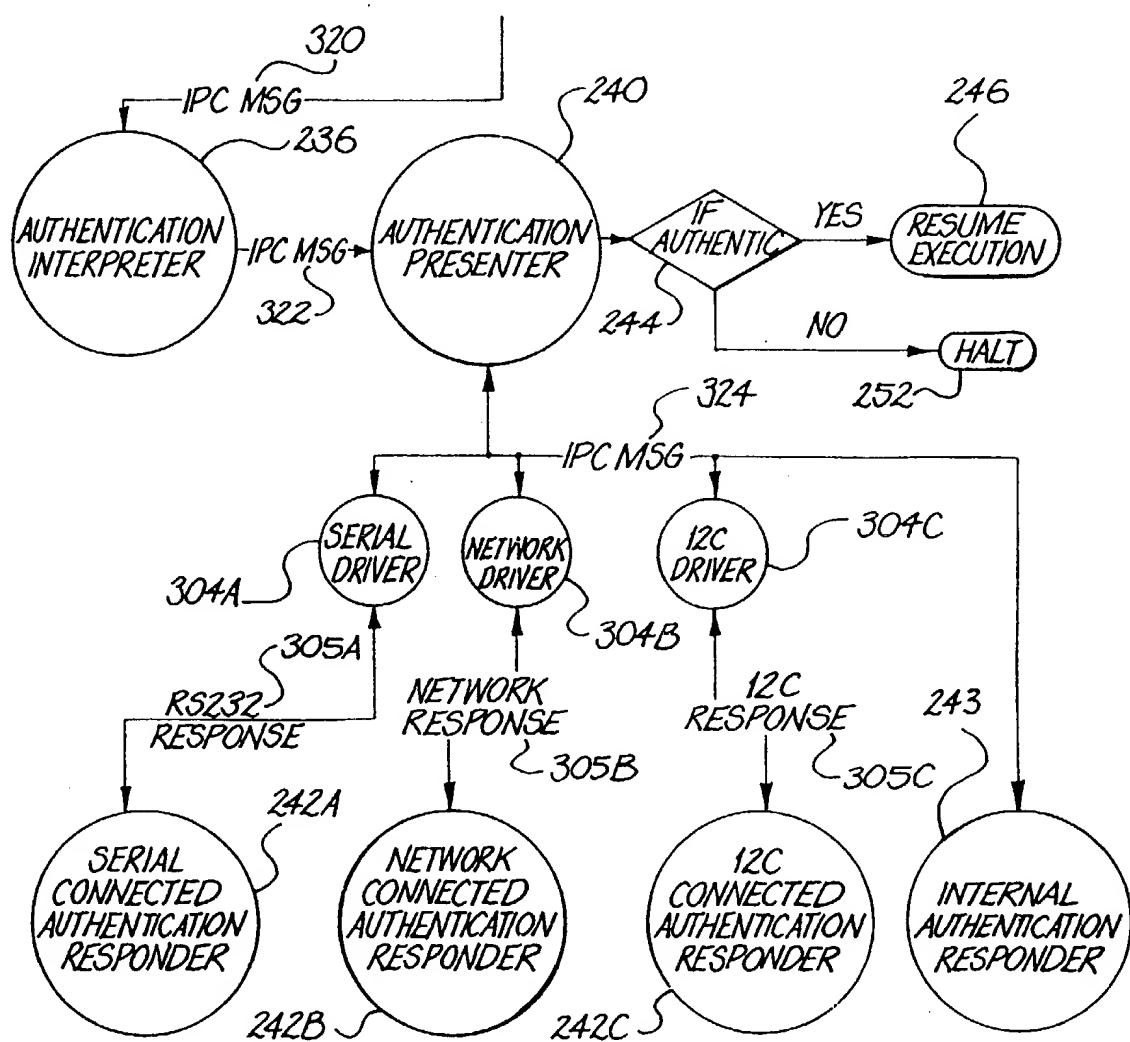 320
IPC MSG
236
240
246
AUTHENTICATION
INTERPRETER
IPC MSG
322
AUTHENTICATION
PRESENTER
IF
AUTHENTIC
244
YES
RESUME
EXECUTION
NO
HALT
252
324
IPC MSG
SERIAL
DRIVER
304A
NETWORK
DRIVER
304B
12C
DRIVER
304C
305A
RS232
RESPONSE
NETWORK
RESPONSE
305B
12C
RESPONSE
305C
243
242A
SERIAL
CONNECTED
AUTHENTICATION
RESPONDER
NETWORK
CONNECTED
AUTHENTICATION
RESPONDER
242B
12C
CONNECTED
AUTHENTICATION
RESPONDER
242C
INTERNAL
AUTHENTICATION
RESPONDER